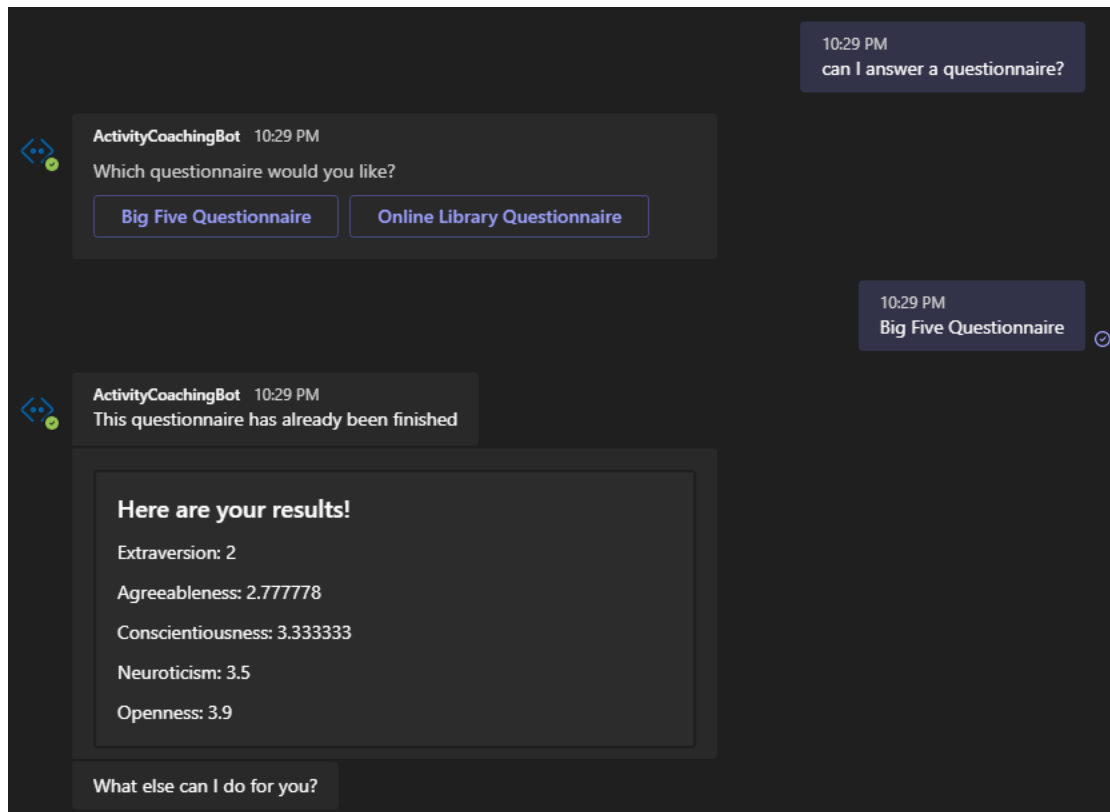 10:29 PM
can I answer a questionnaire?
ActivityCoachingBot 10:29 PM
Which questionnaire would you like?
Big Five Questionnaire Online Library Questionnaire
10:29 PM
Big Five Questionnaire
ActivityCoachingBot 10:29 PM
This questionnaire has already been finished
Here are your results!
Extraversion: 2
Agreeableness: 2.777778
Conscientiousness: 3.333333
Neuroticism: 3.5
Openness: 3.9
What else can I do for you?